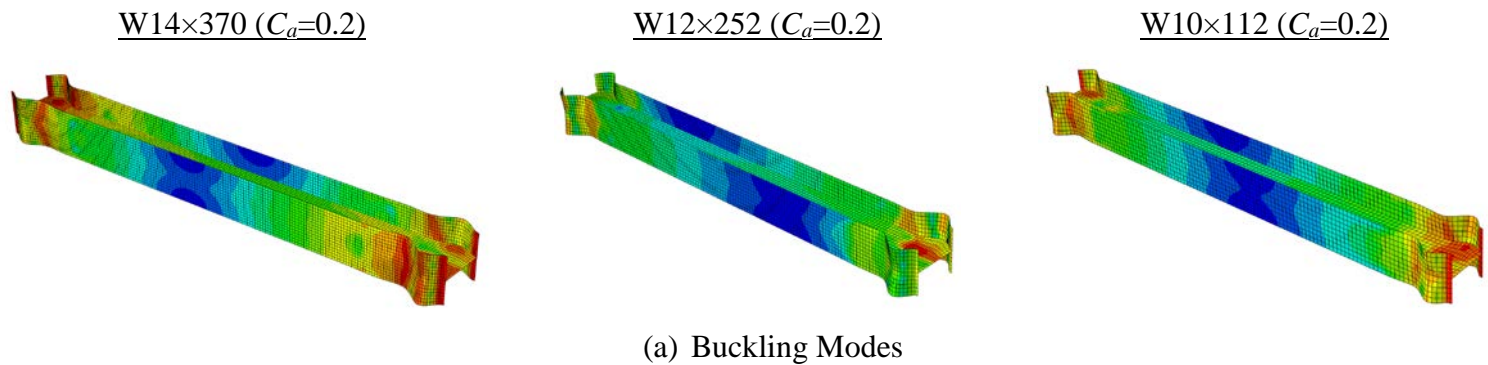 W14×370 (Ca=0.2)
W12×252 (Ca=0.2)
W10×112 (Ca=0.2)
(a) Buckling Modes